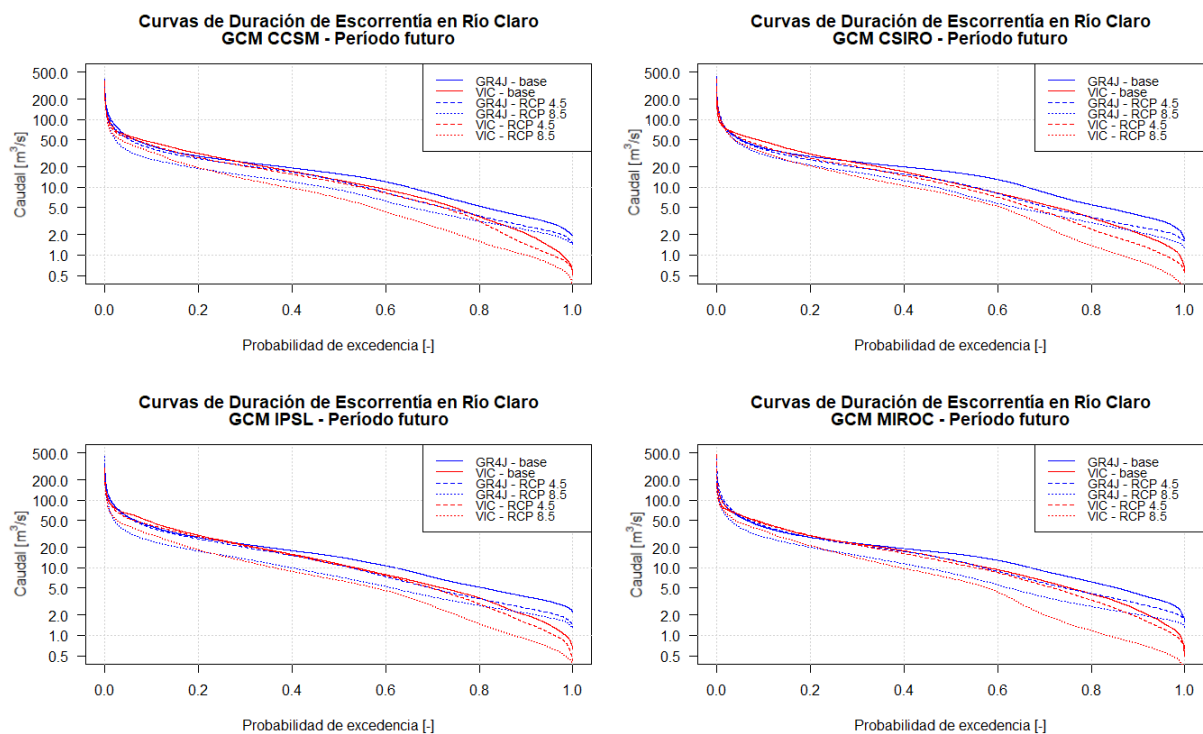 Curvas de Duración de Escorrentía en Río Claro
GCM CCSM - Período futuro
Caudal [m³/s]
500.0
200.0
100.0
50.0
20.0
10.0
5.0
2.0
1.0
0.5
GR4J - base
VIC - base
GR4J - RCP 4.5
GR4J - RCP 8.5
VIC - RCP 4.5
VIC - RCP 8.5
0.0 0.2 0.4 0.6 0.8 1.0
Probabilidad de excedencia [-]
Curvas de Duración de Escorrentía en Río Claro
GCM CSIRO - Período futuro
Caudal [m³/s]
500.0
200.0
100.0
50.0
20.0
10.0
5.0
2.0
1.0
0.5
GR4J - base
VIC - base
GR4J - RCP 4.5
GR4J - RCP 8.5
VIC - RCP 4.5
VIC - RCP 8.5
0.0 0.2 0.4 0.6 0.8 1.0
Probabilidad de excedencia [-]
Curvas de Duración de Escorrentía en Río Claro
GCM IPSL - Período futuro
Caudal [m³/s]
500.0
200.0
100.0
50.0
20.0
10.0
5.0
2.0
1.0
0.5
GR4J - base
VIC - base
GR4J - RCP 4.5
GR4J - RCP 8.5
VIC - RCP 4.5
VIC - RCP 8.5
0.0 0.2 0.4 0.6 0.8 1.0
Probabilidad de excedencia [-]
Curvas de Duración de Escorrentía en Río Claro
GCM MIROC - Período futuro
Caudal [m³/s]
500.0
200.0
100.0
50.0
20.0
10.0
5.0
2.0
1.0
0.5
GR4J - base
VIC - base
GR4J - RCP 4.5
GR4J - RCP 8.5
VIC - RCP 4.5
VIC - RCP 8.5
0.0 0.2 0.4 0.6 0.8 1.0
Probabilidad de excedencia [-]